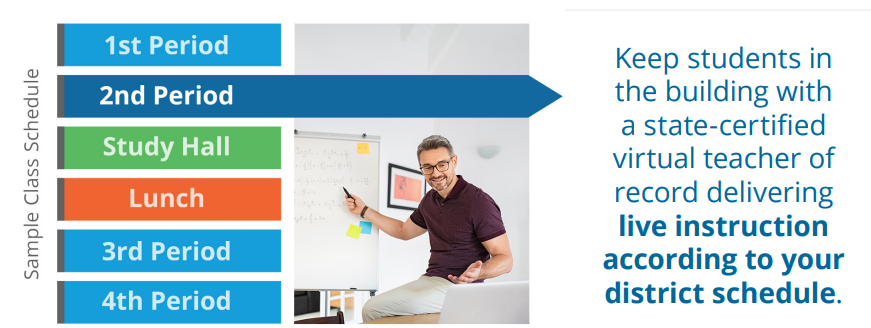 Sample Class Schedule
1st Period
2nd Period
Study Hall
Lunch
3rd Period
4th Period
Keep students in
the building with
a state-certified
virtual teacher of
record delivering
live instruction
according to your
district schedule.